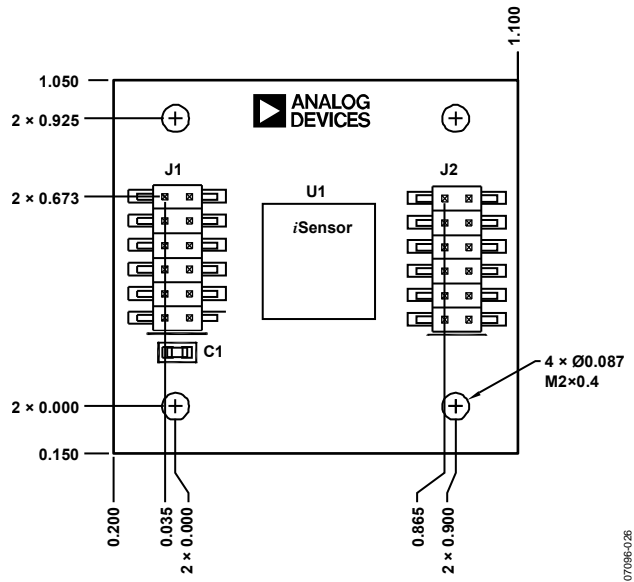 1.100
1.050
ANALOG
DEVICES
2 × 0.925
J1
J2
2 × 0.673
U1
iSensor
C1
4 × Ø0.087
M2×0.4
2 × 0.000
0.150
0.200
0.035
2 × 0.000
0.865
2 × 0.900
07096-026